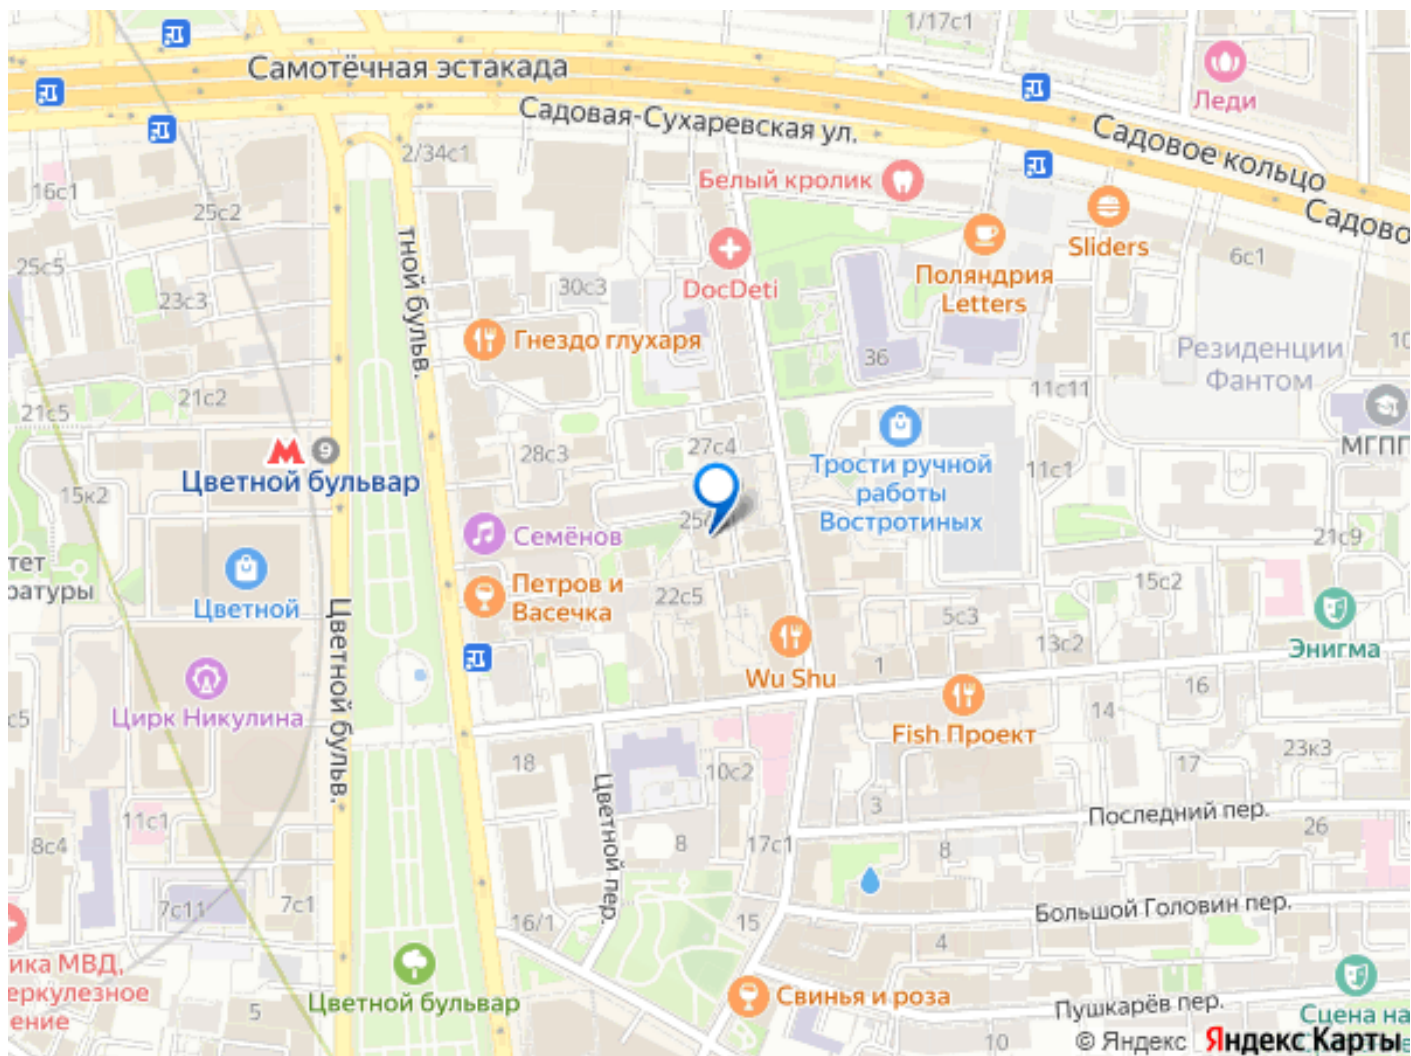 1/17с1
Самотёчная эстакада
Леди
Садовая-Сухаревская ул.
Садовое кольцо
2/34с1
Белый кролик
16с1
25с2
Садово
Sliders
6с1
тной бульв.
25с5
DocDeti
Поляндрия
Letters
30с3
23с3
Гнездо глухаря
36
Резиденции
Фантом
10
11с11
21с5
21с2
МГПП
27с4
28с3
Трости ручной
работы
Востротиных
11с1
9
Цветной бульвар
15к2
25
Семёнов
21с9
тет
ратуры
Цветной
Петров и
Васечка
22с5
15с2
5с3
13с2
Энигма
Цветной бульв.
Wu Shu
1
16
Цирк Никулина
с5
14
Fish Проект
23к3
18
10с2
17
Цветной пер.
3
Последний пер.
11с1
26
8с4
8
17с1
8
7с11
7с1
16/1
15
Большой Головин пер.
4
ика МВД,
еркулезное
ение
5
Цветной бульвар
Свинья и роза
Пушкарёв пер.
Сцена на
10
© Яндекс
Яндекс Карты